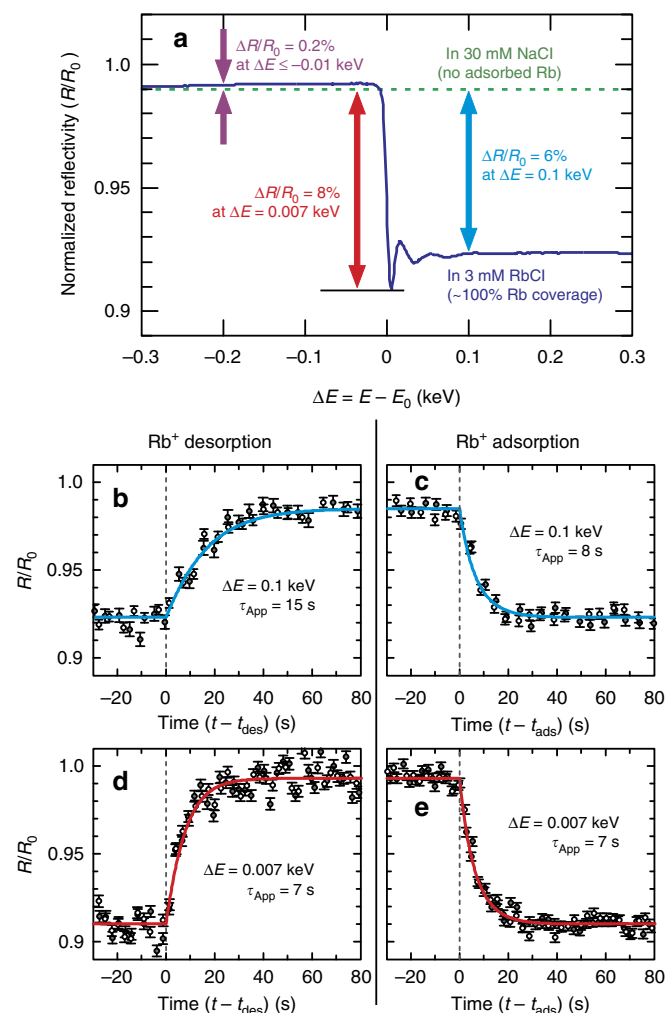 a
ΔR/R0 = 0.2%
at ΔE ≤ −0.01 keV
In 30 mM NaCl
(no adsorbed Rb)
ΔR/R0 = 8%
at ΔE = 0.007 keV
ΔR/R0 = 6%
at ΔE = 0.1 keV
In 3 mM RbCl
(~100% Rb coverage)
Normalized reflectivity (R/R0)
1.0
0.95
0.9
−0.3 −0.2 −0.1 0 0.1 0.2 0.3
ΔE = E − E0 (keV)
Rb+ desorption
Rb+ adsorption
b
1.0
0.95
0.9
R/R0
ΔE = 0.1 keV
τApp = 15 s
−20 0 20 40 60 80
Time (t − tdes) (s)
c
ΔE = 0.1 keV
τApp = 8 s
−20 0 20 40 60 80
Time (t − tads) (s)
d
1.0
0.95
0.9
R/R0
ΔE = 0.007 keV
τApp = 7 s
−20 0 20 40 60 80
Time (t − tdes) (s)
e
ΔE = 0.007 keV
τApp = 7 s
−20 0 20 40 60 80
Time (t − tads) (s)